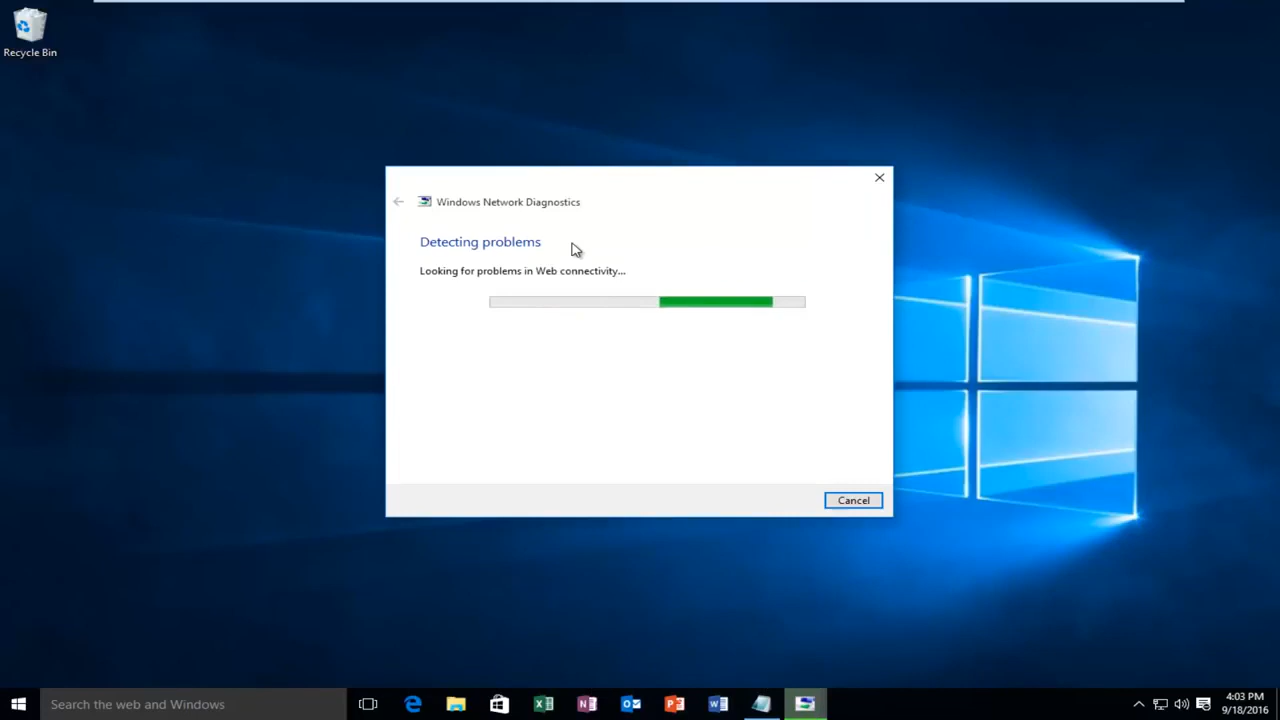 Recycle Bin
Windows Network Diagnostics
Detecting problems
Looking for problems in Web connectivity...
Cancel
Search the web and Windows
4:03 PM
9/18/2016